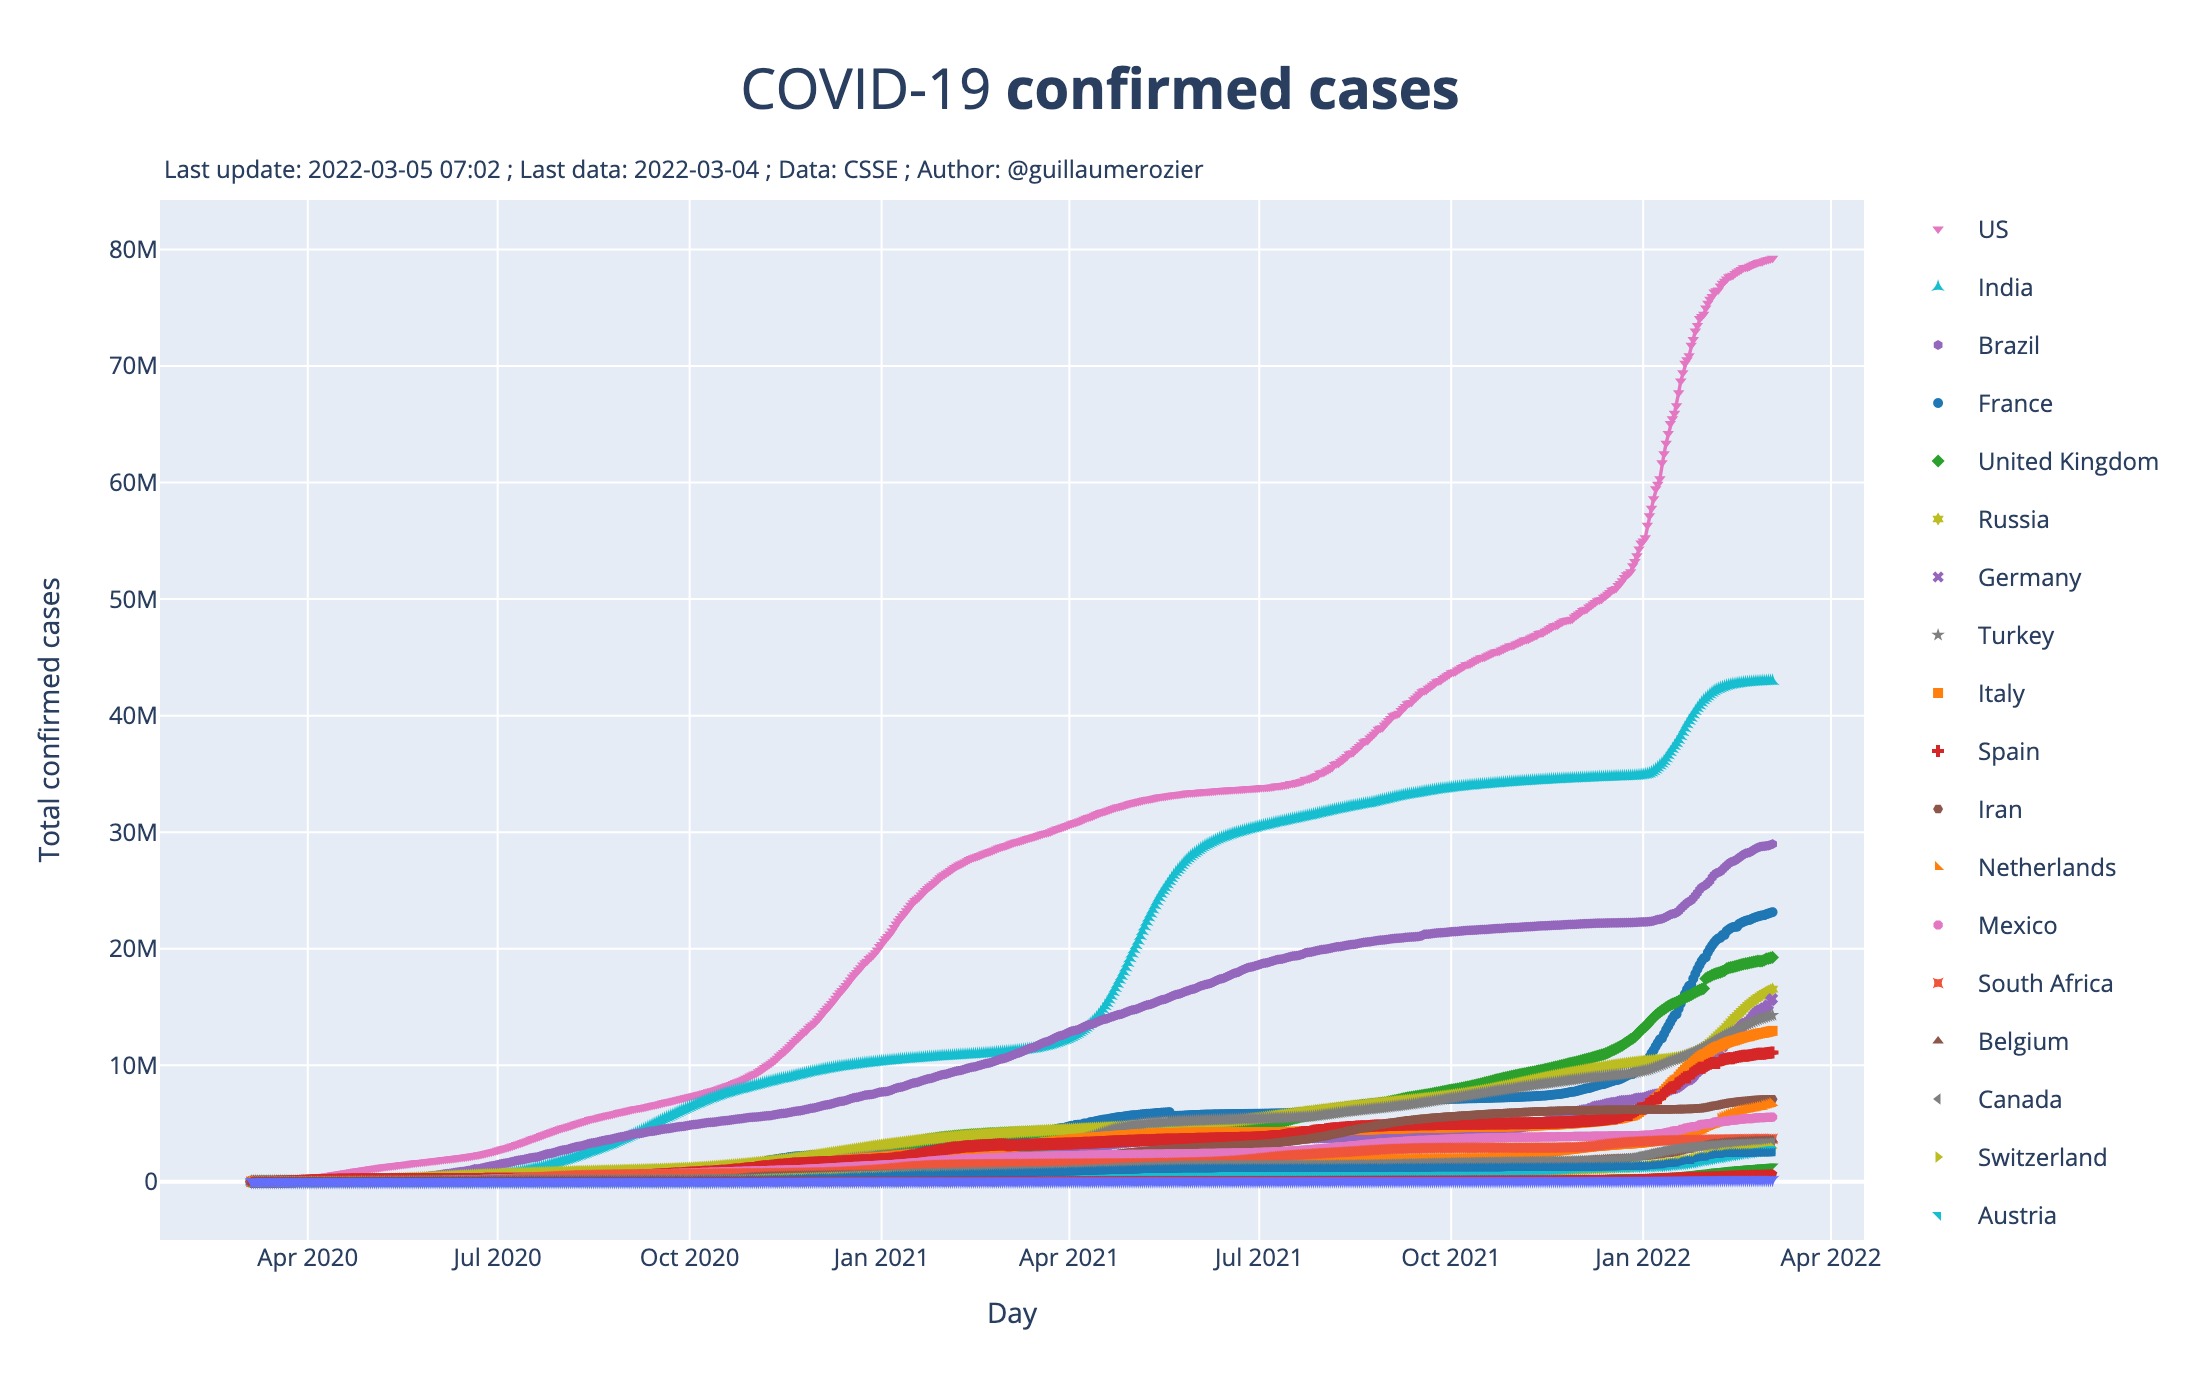 COVID-19 confirmed cases
Last update: 2022-03-05 07:02 ; Last data: 2022-03-04 ; Data: CSSE ; Author: @guillaumerozier
Total confirmed cases
80M
70M
60M
50M
40M
30M
20M
10M
0
Apr 2020
Jul 2020
Oct 2020
Jan 2021
Apr 2021
Jul 2021
Oct 2021
Jan 2022
Apr 2022
Day
US
India
Brazil
France
United Kingdom
Russia
Germany
Turkey
Italy
Spain
Iran
Netherlands
Mexico
South Africa
Belgium
Canada
Switzerland
Austria